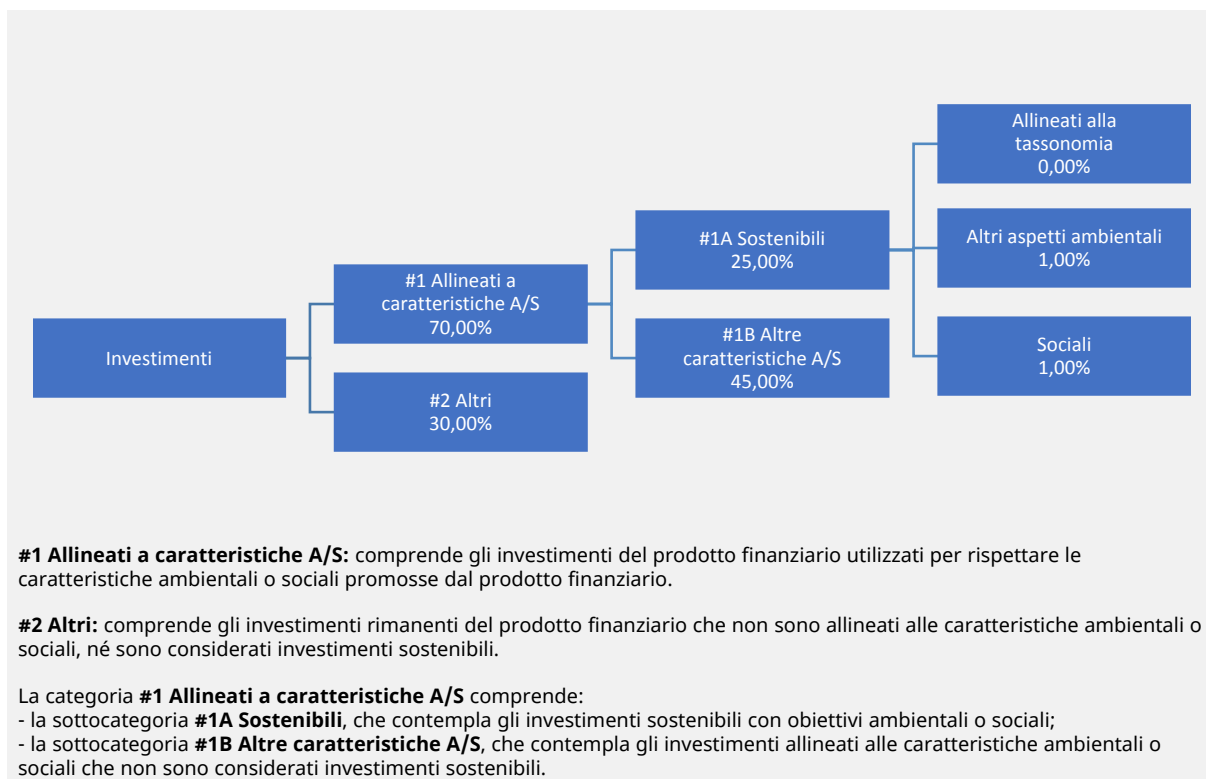 Investimenti
#1 Allineati a
caratteristiche A/S
70,00%
#2 Altri
30,00%
#1A Sostenibili
25,00%
#1B Altre
caratteristiche A/S
45,00%
Allineati alla
tassonomia
0,00%
Altri aspetti ambientali
1,00%
Sociali
1,00%
#1 Allineati a caratteristiche A/S: comprende gli investimenti del prodotto finanziario utilizzati per rispettare le
caratteristiche ambientali o sociali promosse dal prodotto finanziario.
#2 Altri: comprende gli investimenti rimanenti del prodotto finanziario che non sono allineati alle caratteristiche ambientali o
sociali, né sono considerati investimenti sostenibili.
La categoria #1 Allineati a caratteristiche A/S comprende:
- la sottocategoria #1A Sostenibili, che contempla gli investimenti sostenibili con obiettivi ambientali o sociali;
- la sottocategoria #1B Altre caratteristiche A/S, che contempla gli investimenti allineati alle caratteristiche ambientali o
sociali che non sono considerati investimenti sostenibili.